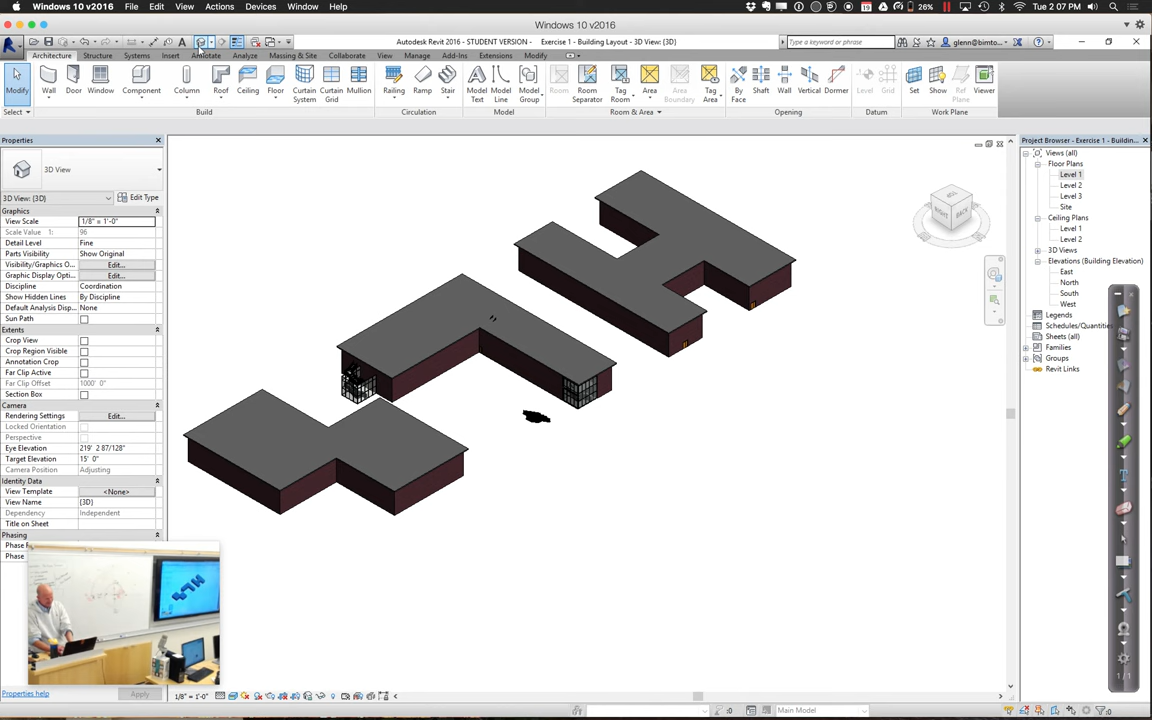 Windows 10 v2016 File Edit View Actions Devices Window Help 26% Tue 2 07 PM
Windows 10 v2016
Autodesk Revit 2016 - STUDENT VERSION - Exercise 1 - Building Layout - 3D View: {3D} Type a keyword or phrase glenn@bimto...
Architecture Structure Systems Insert Annotate Analyze Massing & Site Collaborate View Manage Add-Ins Extensions Modify
Modify Wall Door Window Component Column Roof Ceiling Floor Curtain System Curtain Grid Mullion Railing Ramp Stair Model Text Model Line Model Group Room Room Separator Tag Room Area Area Boundary Tag Area By Face Shaft Wall Vertical Dormer Level Grid Set Show Ref Plane Viewer
Select Build Circulation Model Room & Area Opening Datum Work Plane
Properties
3D View
3D View: {3D} Edit Type
Graphics
View Scale 1/8" = 1'-0"
Scale Value 1: 96
Detail Level Fine
Parts Visibility Show Original
Visibility/Graphics O... Edit...
Graphic Display Opti... Edit...
Discipline Coordination
Show Hidden Lines By Discipline
Default Analysis Disp... None
Sun Path
Extents
Crop View
Crop Region Visible
Annotation Crop
Far Clip Active
Far Clip Offset 1000' 0"
Section Box
Camera
Rendering Settings Edit...
Locked Orientation
Perspective
Eye Elevation 219' 2 87/128"
Target Elevation 15' 0"
Camera Position Adjusting
Identity Data
View Template <None>
View Name {3D}
Dependency Independent
Title on Sheet
Phasing
Phase F
Phase
Properties help Apply
RIGHT BACK
Project Browser - Exercise 1 - Buildin...
Views (all)
Floor Plans
Level 1
Level 2
Level 3
Site
Ceiling Plans
Level 1
Level 2
3D Views
Elevations (Building Elevation)
East
North
South
West
Legends
Schedules/Quantities
Sheets (all)
Families
Groups
Revit Links
1 / 1
1/8" = 1'-0"
:0 Main Model :0